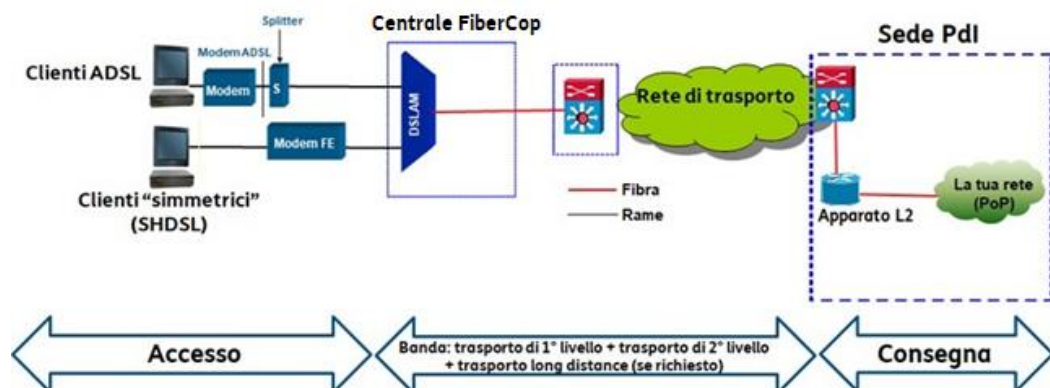 Splitter
Centrale FiberCop
Sede PdI
Modem ADSL
Clienti ADSL
Modem
S
DSLAM
Rete di trasporto
Modem FE
Clienti “simmetrici”
(SHDSL)
Fibra
Rame
La tua rete
(PoP)
Apparato L2
Accesso
Banda: trasporto di 1° livello + trasporto di 2° livello
+ trasporto long distance (se richiesto)
Consegna